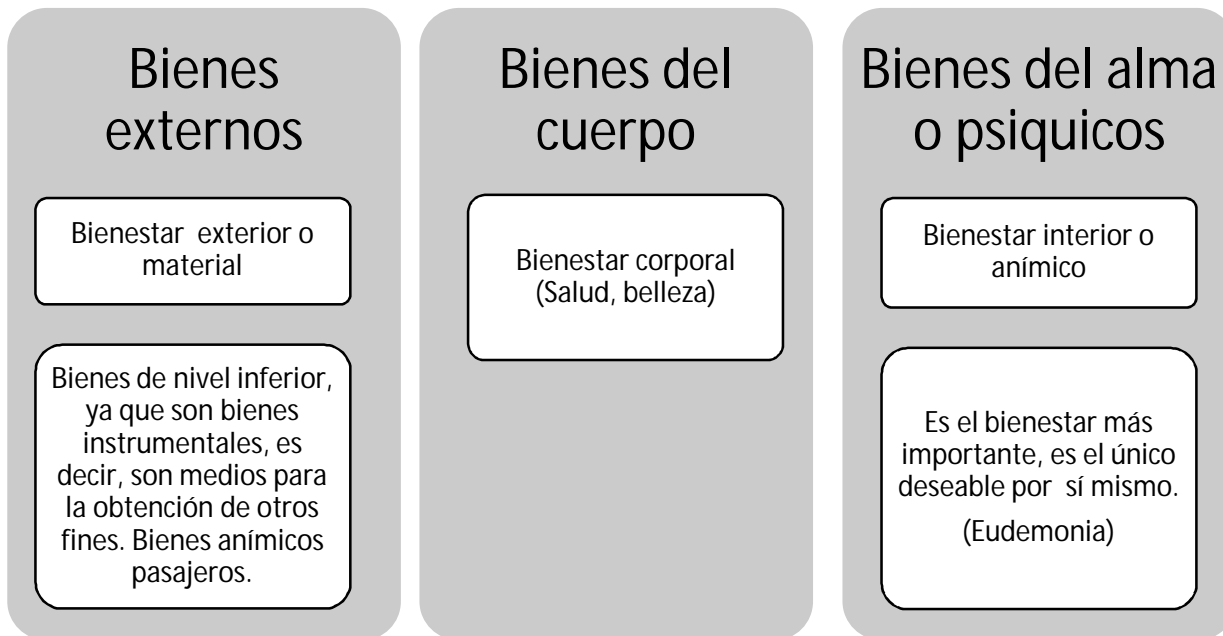 Bienes
externos
Bienestar exterior o
material
Bienes de nivel inferior,
ya que son bienes
instrumentales, es
decir, son medios para
la obtención de otros
fines. Bienes anímicos
pasajeros.
Bienes del
cuerpo
Bienestar corporal
(Salud, belleza)
Bienes del alma
o psiquicos
Bienestar interior o
anímico
Es el bienestar más
importante, es el único
deseable por sí mismo.
(Eudemonia)